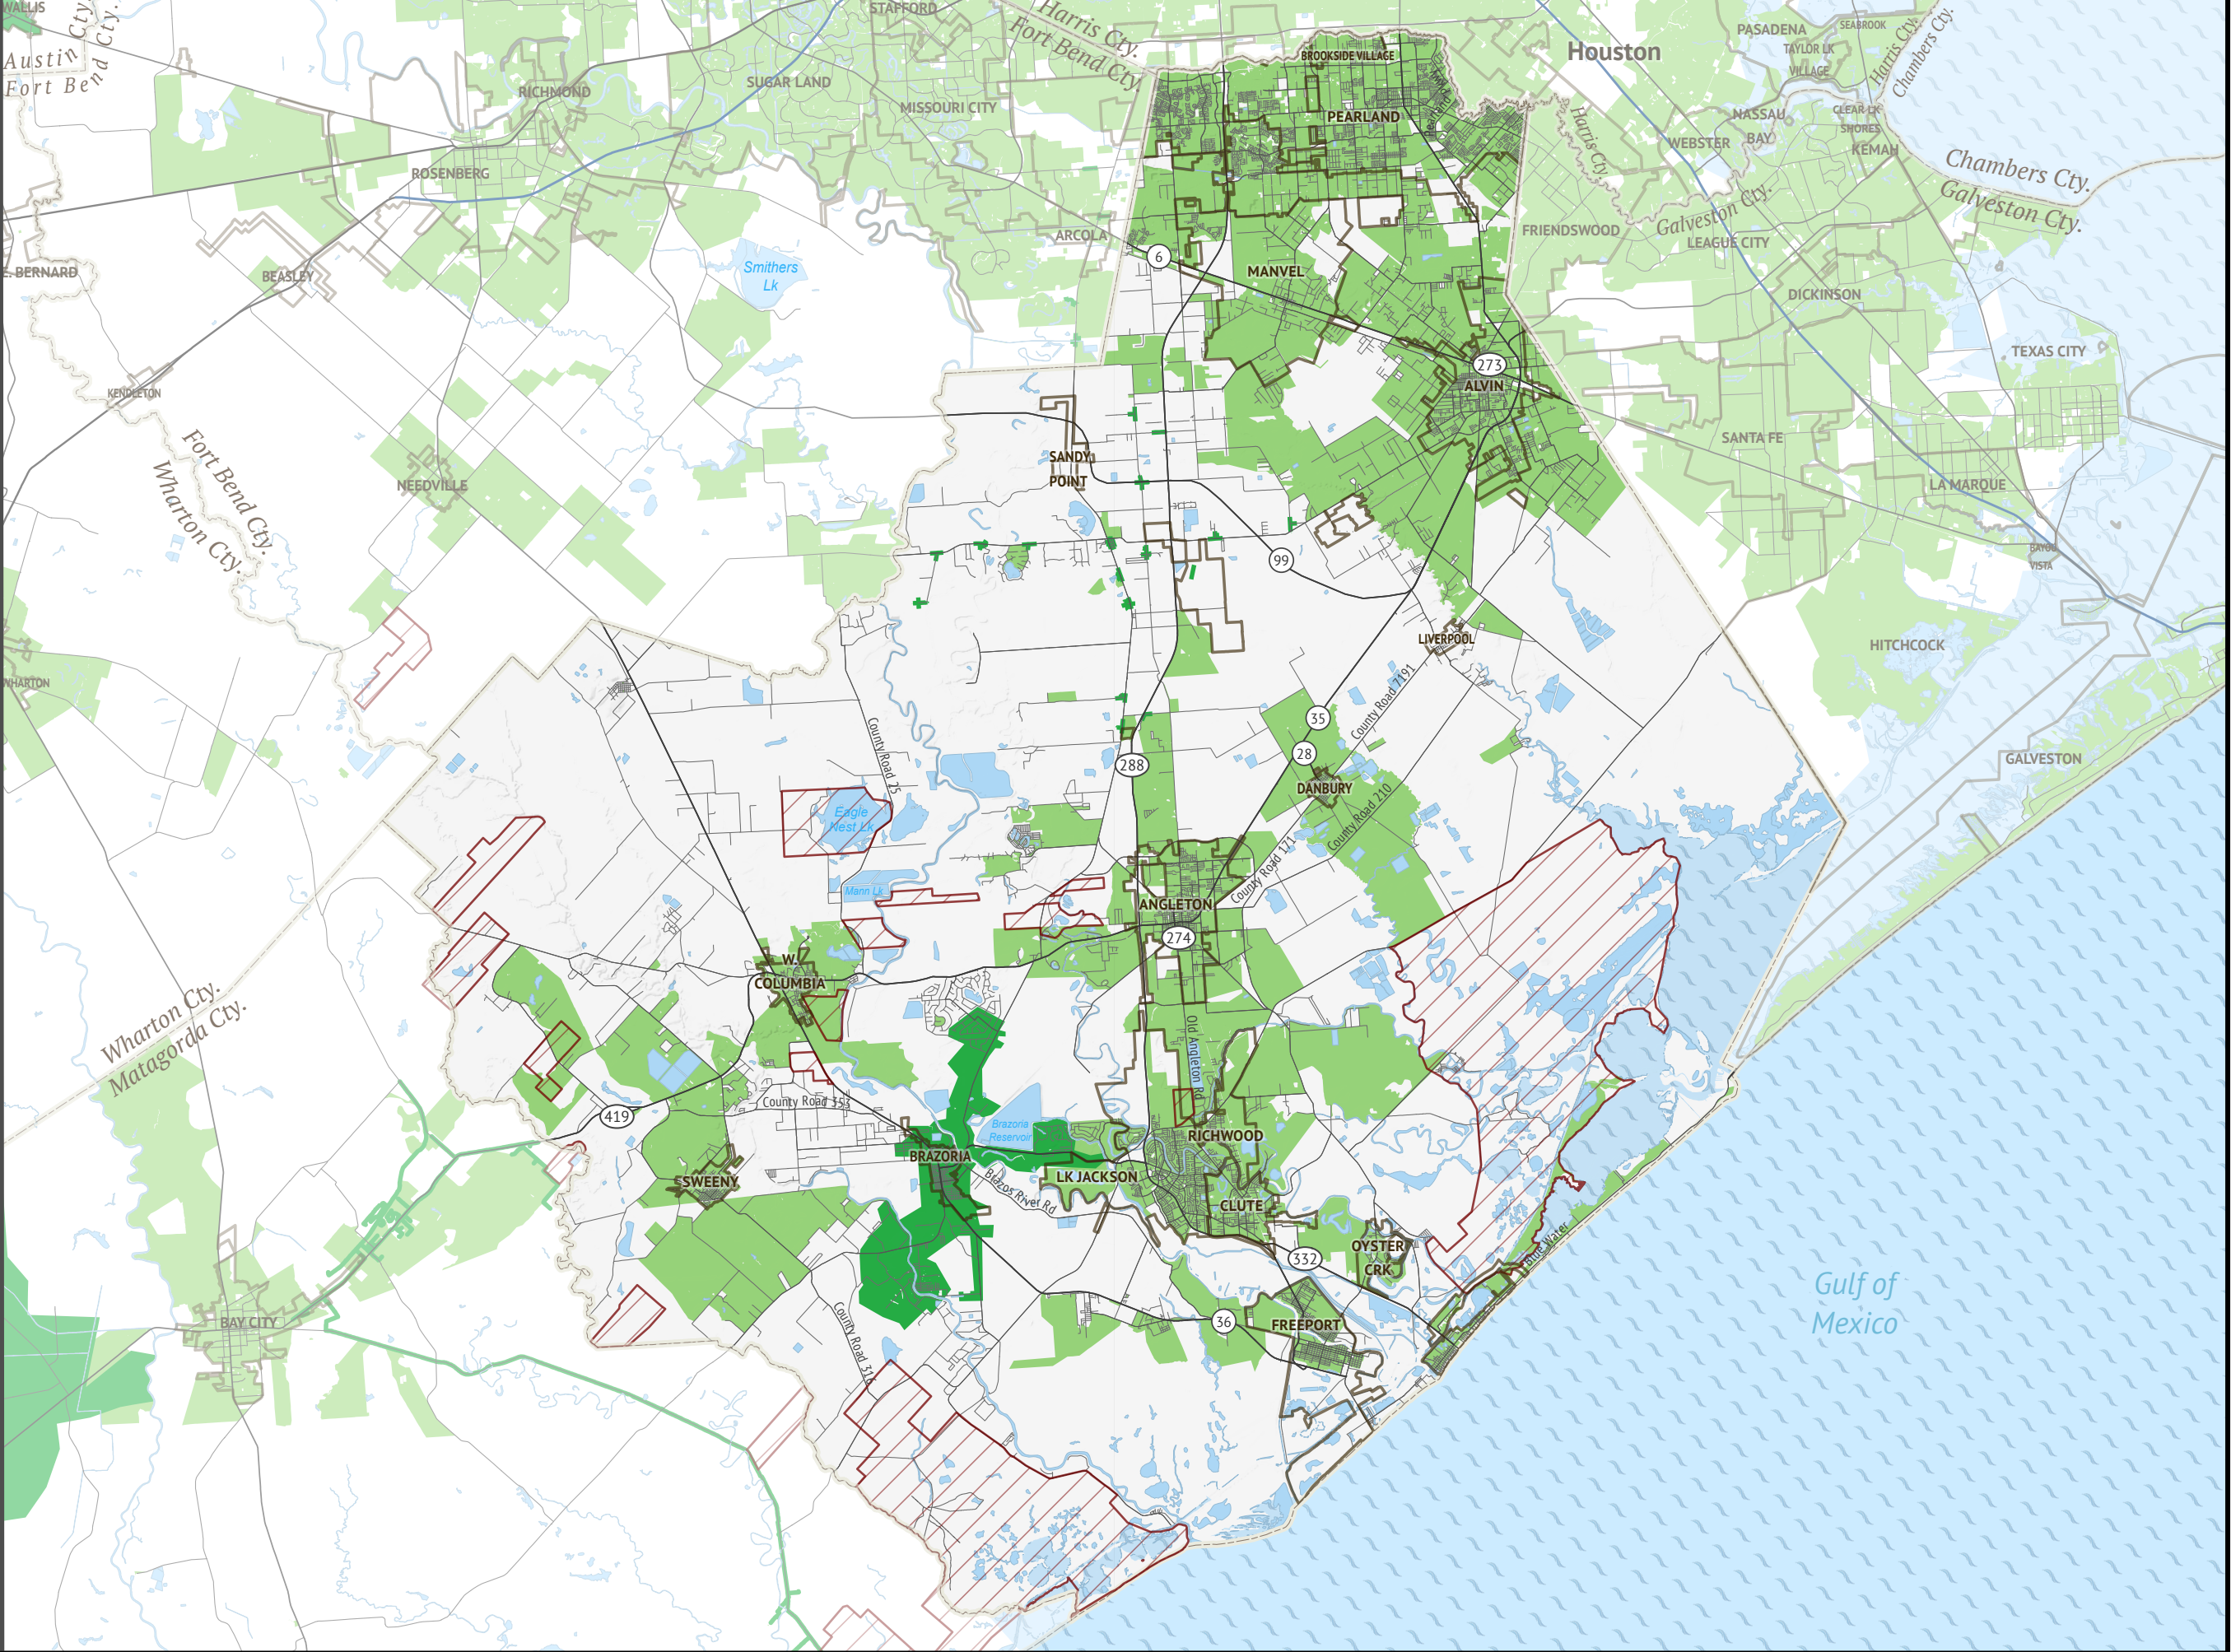 WALLIS
Austin Cty.
Fort Bend Cty.
STAFFORD
Harris Cty.
Fort Bend Cty.
BROOKSIDE VILLAGE
Houston
PASADENA
SEABROOK
TAYLOR LK
VILLAGE
Harris Cty.
Chambers Cty.
RICHMOND
SUGAR LAND
MISSOURI CITY
PEARLAND
Harris Cty.
NASSAU
BAY
CLEAR LK
SHORES
WEBSTER
KEMAH
Chambers Cty.
Galveston Cty.
ROSENBERG
ARCOLA
FRIENDSWOOD
Galveston Cty.
LEAGUE CITY
6
MANVEL
E. BERNARD
BEASLEY
Smithers
Lk
DICKINSON
KENDLETON
273
ALVIN
TEXAS CITY
Fort Bend Cty.
Wharton Cty.
NEEDVILLE
SANDY
POINT
SANTA FE
LA MARQUE
99
BAYOU
VISTA
LIVERPOOL
HITCHCOCK
WHARTON
County Road 7191
35
County Road 25
28
288
GALVESTON
DANBURY
Eagle
Nest Lk
County Road 210
County Road 171
Mann Lk
ANGLETON
274
W.
COLUMBIA
Wharton Cty.
Matagorda Cty.
Old Angleton Rd
County Road 353
419
Brazoria
Reservoir
RICHWOOD
BRAZORIA
SWEENY
LK JACKSON
Brazos River Rd
CLUTE
OYSTER
CRK
332
Blue Water
Gulf of
Mexico
36
FREEPORT
BAY CITY
County Road 316